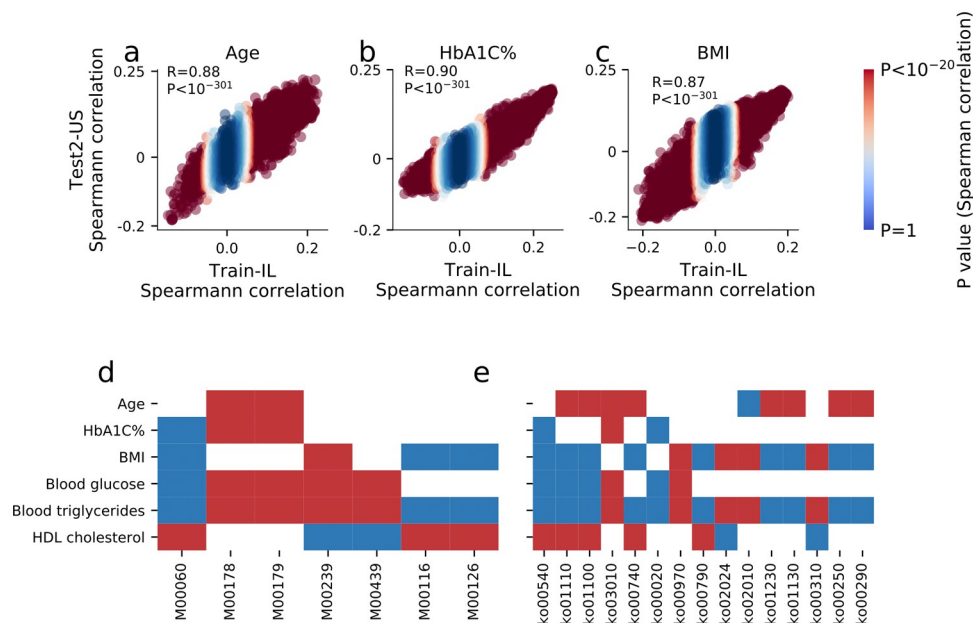 a
Age
b
HbA1C%
c
BMI
R=0.88
P<10⁻³⁰¹
R=0.90
P<10⁻³⁰¹
R=0.87
P<10⁻³⁰¹
Test2-US
Spearmann correlation
0.25
0
-0.2
0.0
0.2
Train-IL
Spearmann correlation
0.25
0
-0.2
0.0
0.2
Train-IL
Spearmann correlation
0.25
0
-0.2
−0.2
0.0
0.2
Train-IL
Spearmann correlation
P<10⁻²⁰
P=1
P value (Spearman correlation)
d
Age
HbA1C%
BMI
Blood glucose
Blood triglycerides
HDL cholesterol
M00060
M00178
M00179
M00239
M00439
M00116
M00126
e
ko00540
ko01110
ko01100
ko03010
ko00740
ko00020
ko00970
ko00790
ko02024
ko02010
ko01230
ko01130
ko00310
ko00250
ko00290